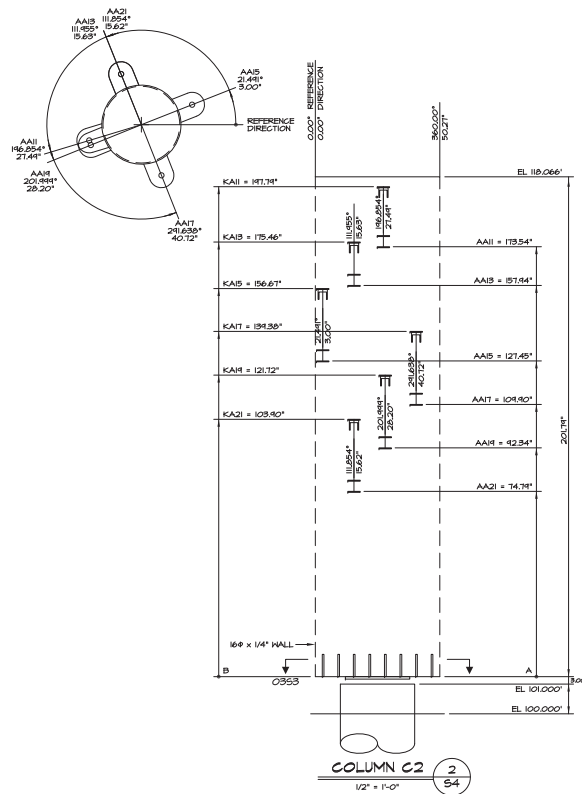 AA13
111.955°
15.63"
AA21
111.854°
15.62"
AA15
21.491°
3.00"
REFERENCE
DIRECTION
AA11
196.854°
27.49"
AA19
201.999°
28.20"
AA17
291.638°
40.72"
0.00° REFERENCE
0.00" DIRECTION
360.00°
50.27"
EL 118.066'
KA11 = 197.79"
196.854°
27.49"
KA13 = 175.46"
111.955°
15.63"
AA11 = 173.54"
AA13 = 157.94"
KA15 = 156.67"
21.491°
3.00"
KA17 = 139.38"
291.638°
40.72"
AA15 = 127.45"
KA19 = 121.72"
201.999°
28.20"
AA17 = 109.90"
KA21 = 103.90"
111.854°
15.62"
AA19 = 92.34"
AA21 = 74.79"
201.79"
16Φ x 1/4" WALL
B
A
03S3
3.00
EL 101.000'
EL 100.000'
COLUMN C2
2
S4
1/2" = 1'-0"